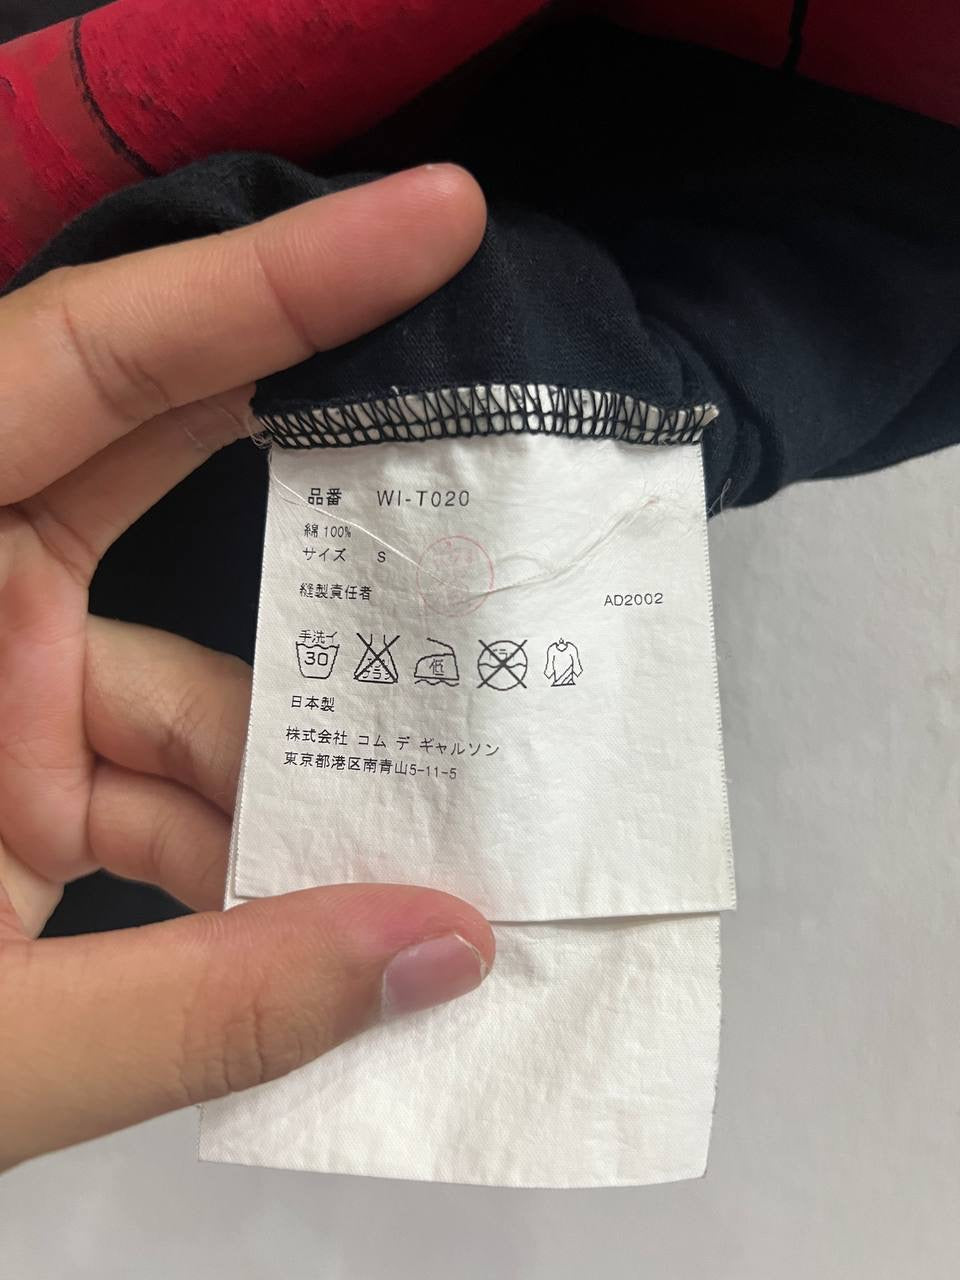 品番 WI-T020
綿 100%
サイズ S
縫製責任者
AD2002
手洗イ
30
低
日本製
株式会社 コム デ ギャルソン
東京都港区南青山5-11-5